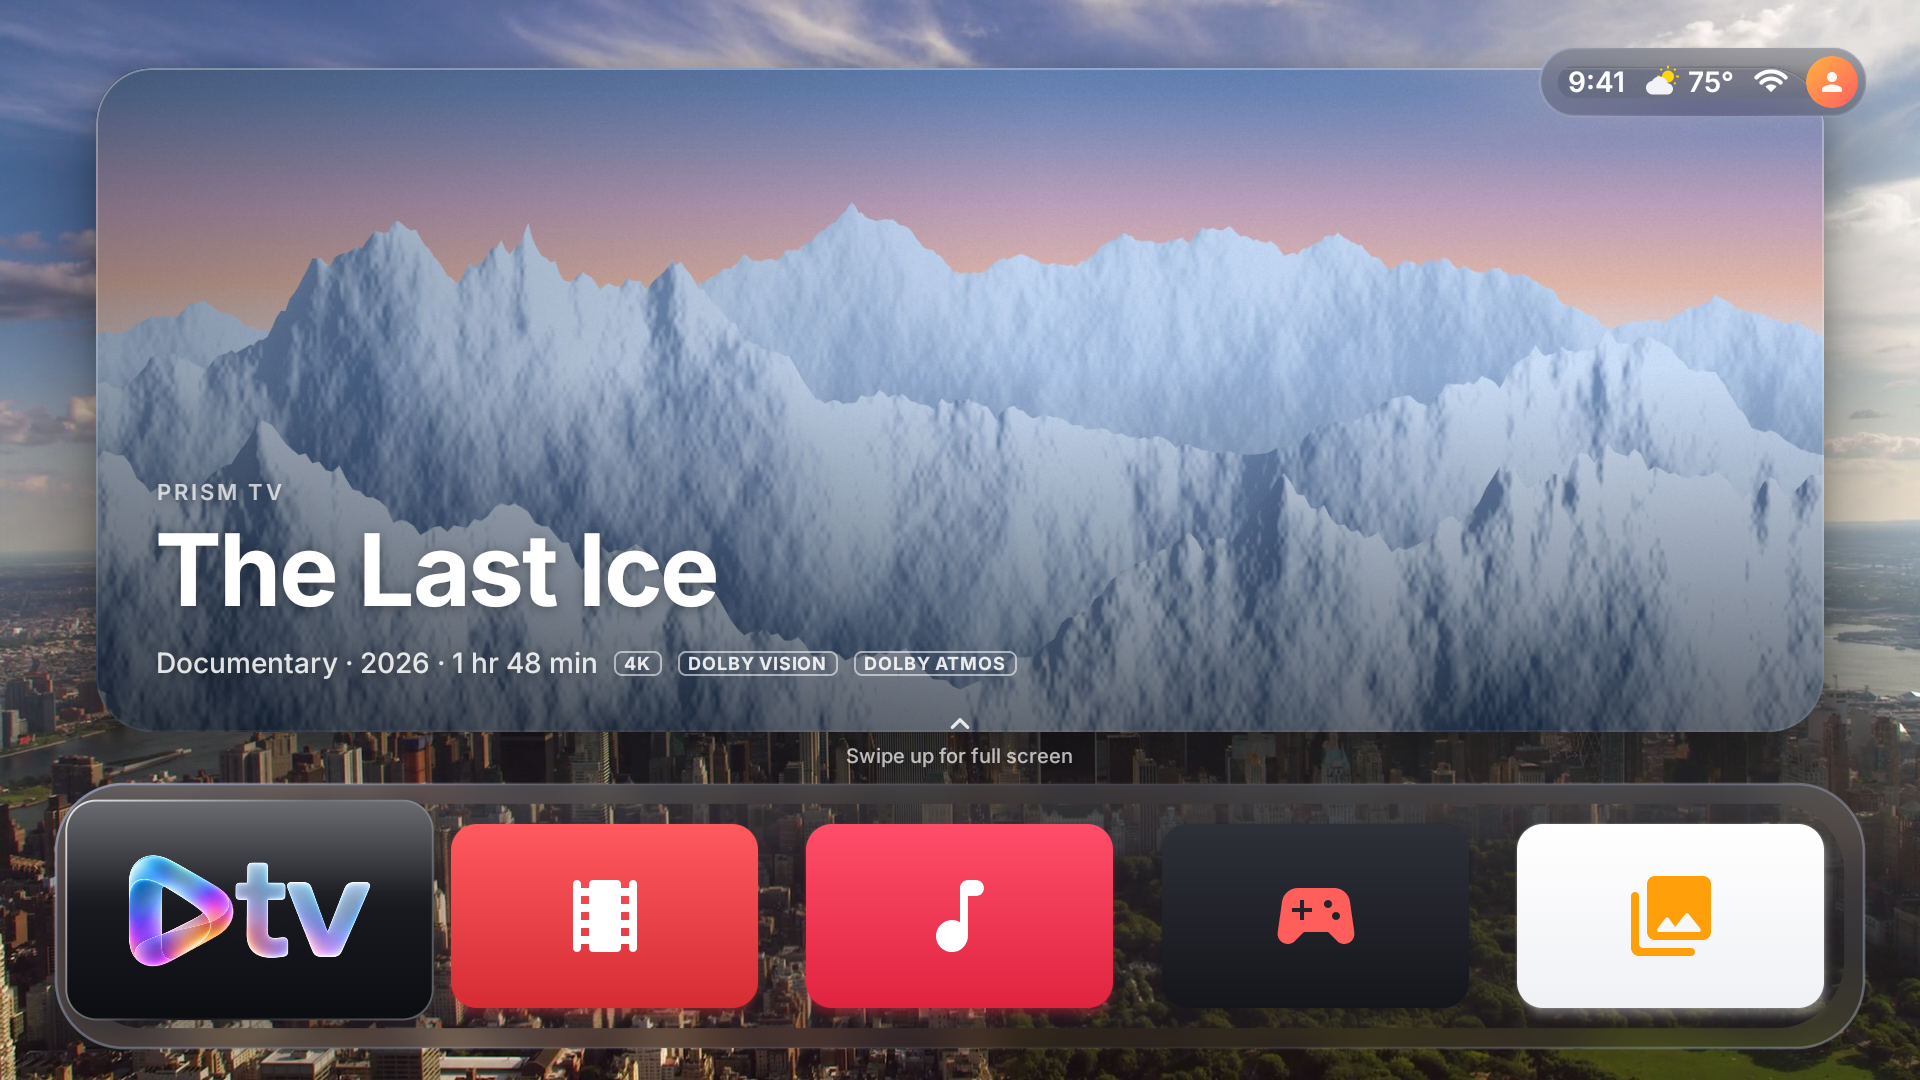 9:41 75°
PRISM TV
The Last Ice
Documentary · 2026 · 1 hr 48 min 4K DOLBY VISION DOLBY ATMOS
Swipe up for full screen
tv